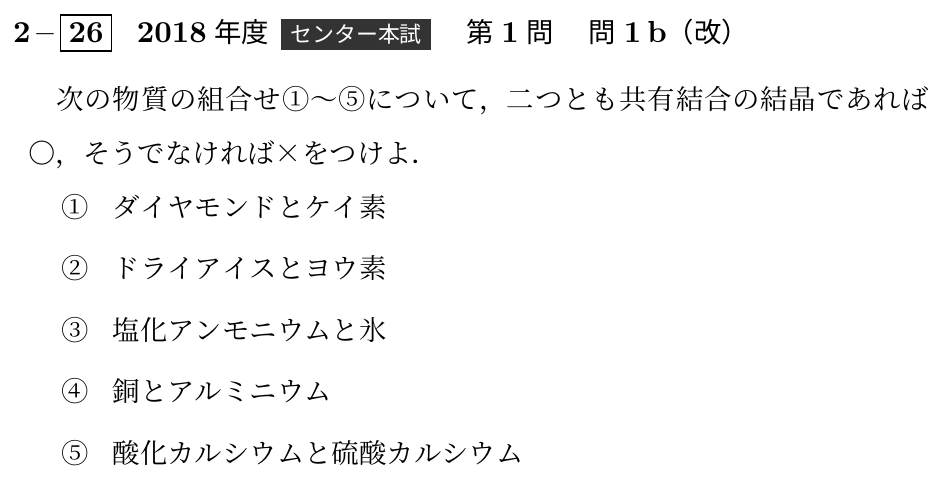 2－26 2018 年度 センター本試 第 1 問 問 1 b（改）
次の物質の組合せ①〜⑤について，二つとも共有結合の結晶であれば
○，そうでなければ×をつけよ．
① ダイヤモンドとケイ素
② ドライアイスとヨウ素
③ 塩化アンモニウムと氷
④ 銅とアルミニウム
⑤ 酸化カルシウムと硫酸カルシウム